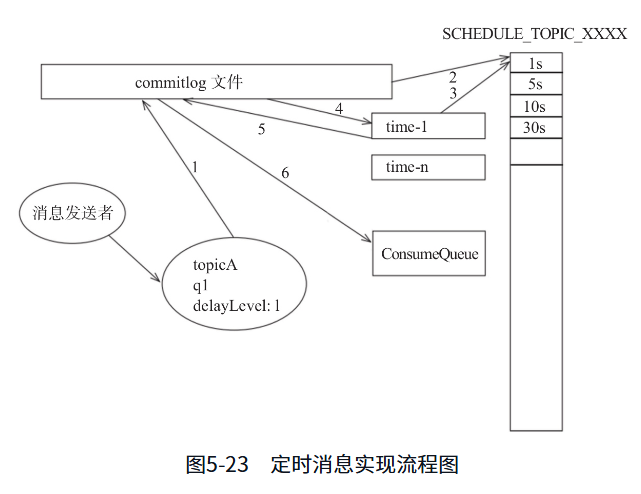 SCHEDULE_TOPIC_XXXX
1s
5s
10s
30s
commitlog 文件
2
3
4
5
time-1
time-n
1
6
消息发送者
topicA
q1
delayLevel: 1
ConsumeQueue
图5-23 定时消息实现流程图